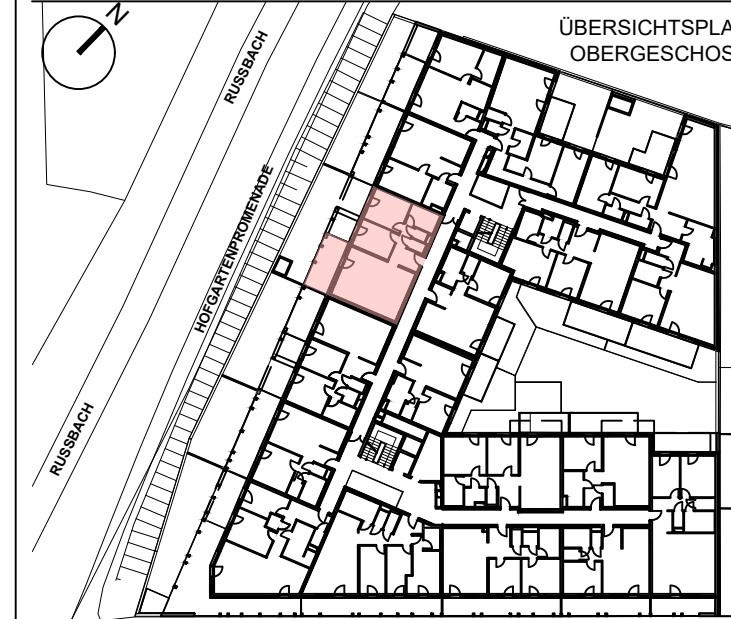 N
ÜBERSICHTSPLA
OBERGESCHOS
RUSSBACH
HOFGARTENPROMENADE
RUSSBACH